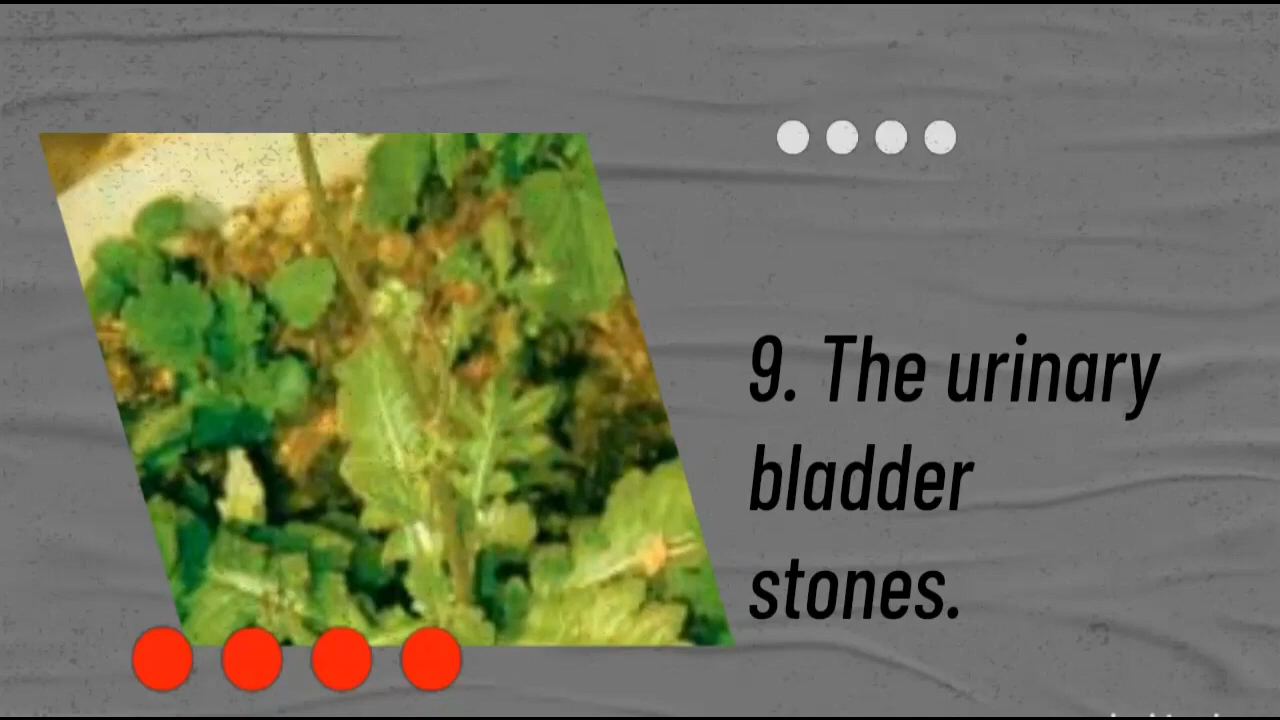 9. The urinary
bladder
stones.